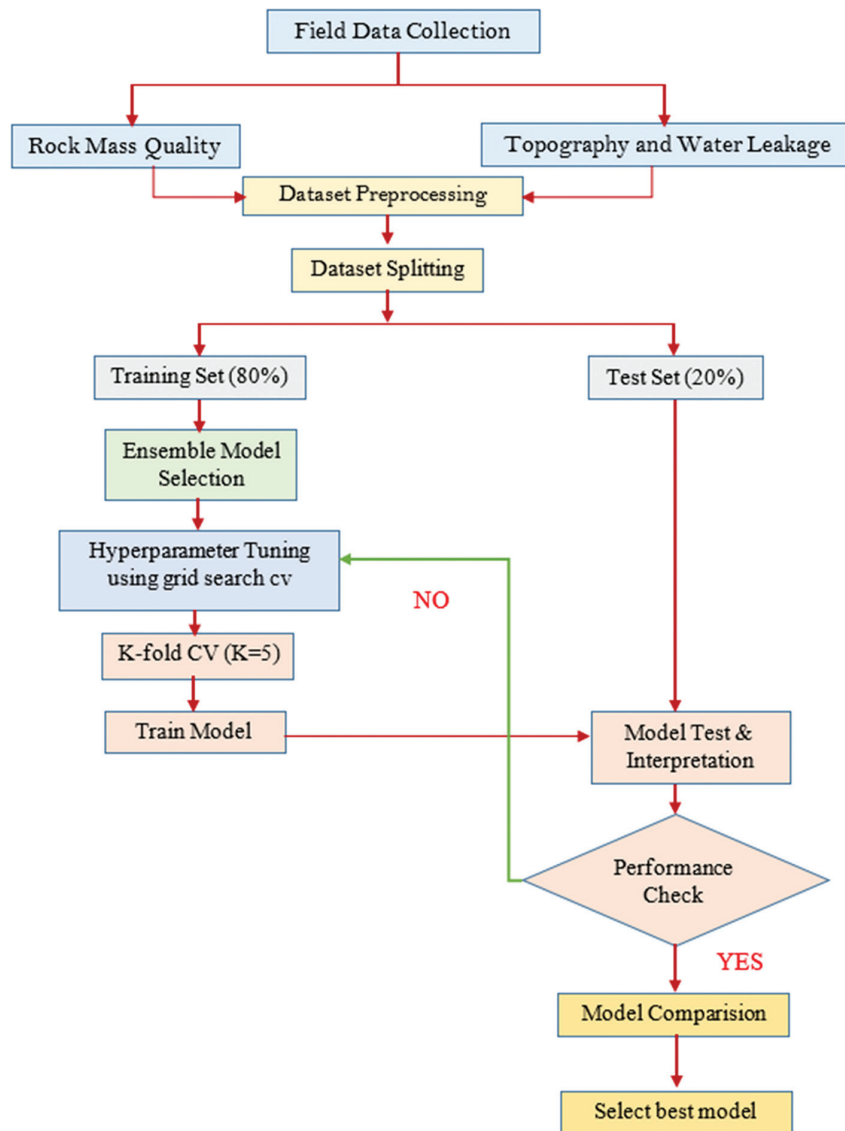 Field Data Collection
Rock Mass Quality
Topography and Water Leakage
Dataset Preprocessing
Dataset Splitting
Training Set (80%)
Test Set (20%)
Ensemble Model
Selection
Hyperparameter Tuning
using grid search cv
NO
K-fold CV (K=5)
Train Model
Model Test &
Interpretation
Performance
Check
YES
Model Comparision
Select best model